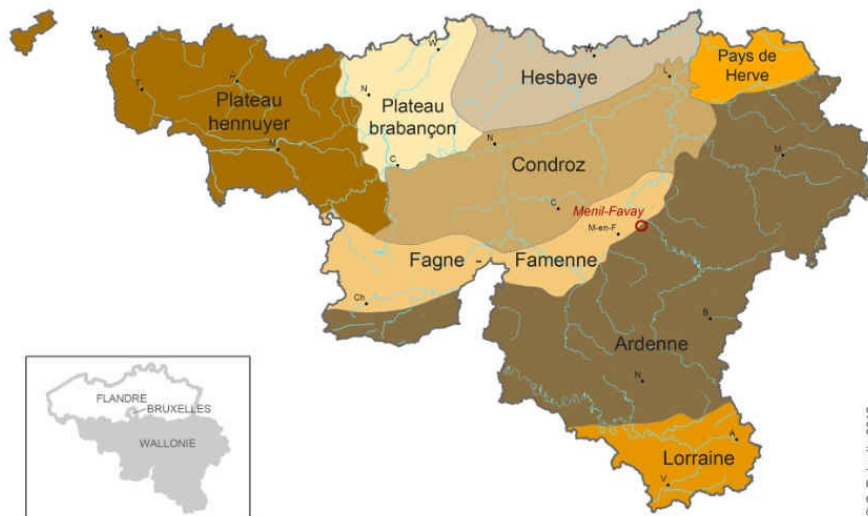 Pays de
Herve
Hesbaye
Plateau
hennuyer
Plateau
brabançon
Condroz
Menil-Favay
M-en-F
Fagne -
Famenne
Ch
Ardenne
Lorraine
FLANDRE
BRUXELLES
WALLONIE
W
N
C
N
C
M
B
N
A
V